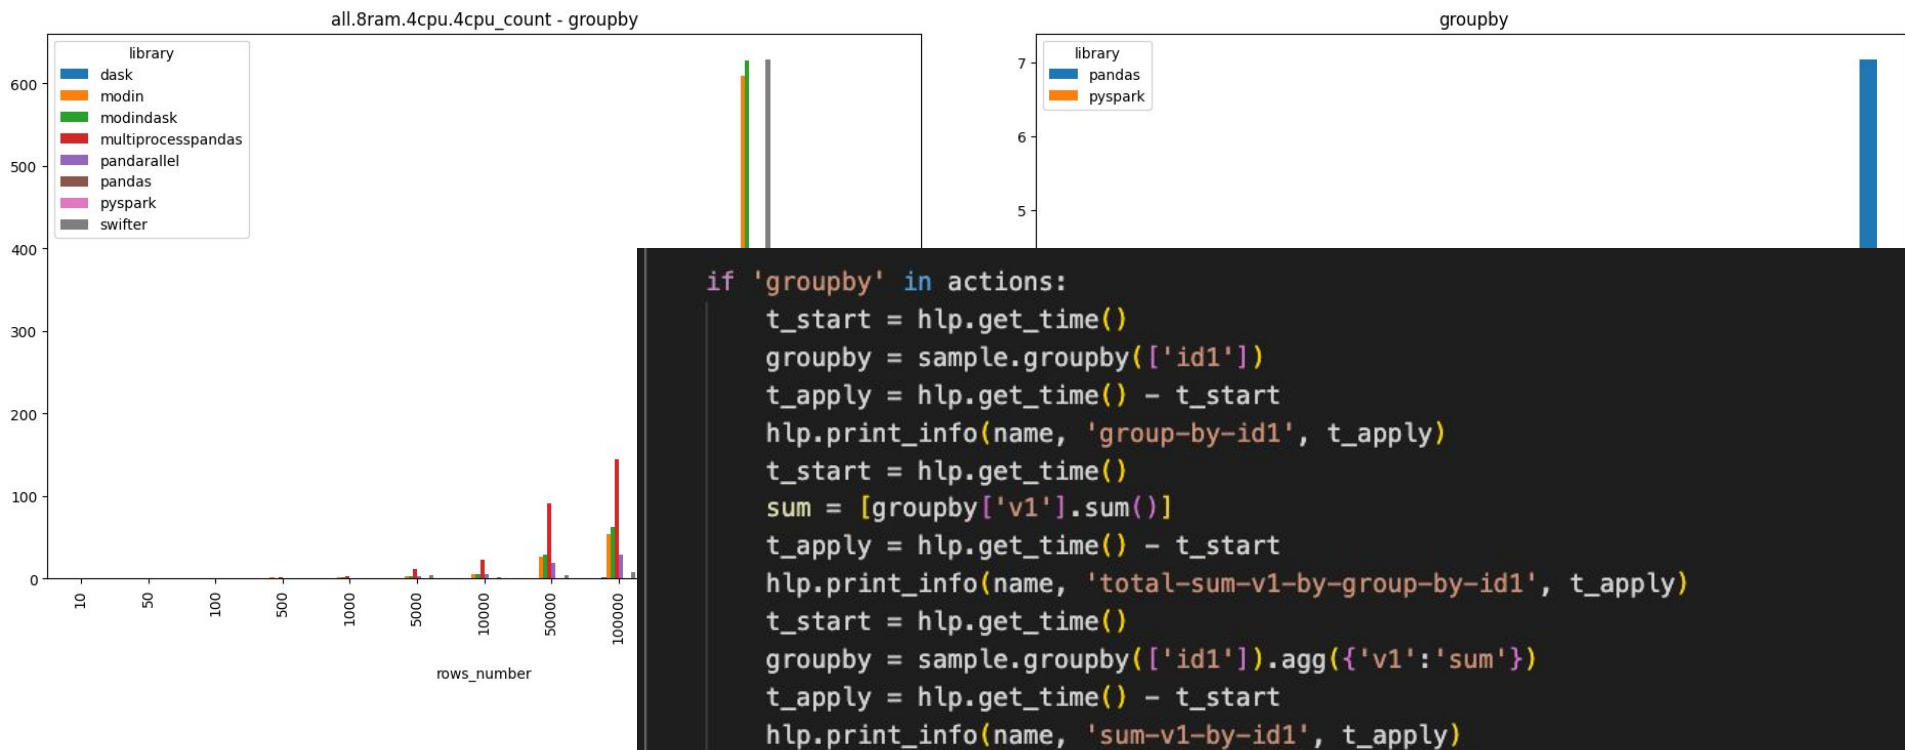 all.8ram.4cpu.4cpu_count - groupby
library
dask
modin
modindask
multiprocesspandas
pandarallel
pandas
pyspark
swifter
600
500
400
300
200
100
0
10
50
100
500
1000
5000
10000
50000
100000
rows_number
groupby
library
pandas
pyspark
7
6
5
if 'groupby' in actions:
t_start = hlp.get_time()
groupby = sample.groupby(['id1'])
t_apply = hlp.get_time() - t_start
hlp.print_info(name, 'group-by-id1', t_apply)
t_start = hlp.get_time()
sum = [groupby['v1'].sum()]
t_apply = hlp.get_time() - t_start
hlp.print_info(name, 'total-sum-v1-by-group-by-id1', t_apply)
t_start = hlp.get_time()
groupby = sample.groupby(['id1']).agg({'v1':'sum'})
t_apply = hlp.get_time() - t_start
hlp.print_info(name, 'sum-v1-by-id1', t_apply)